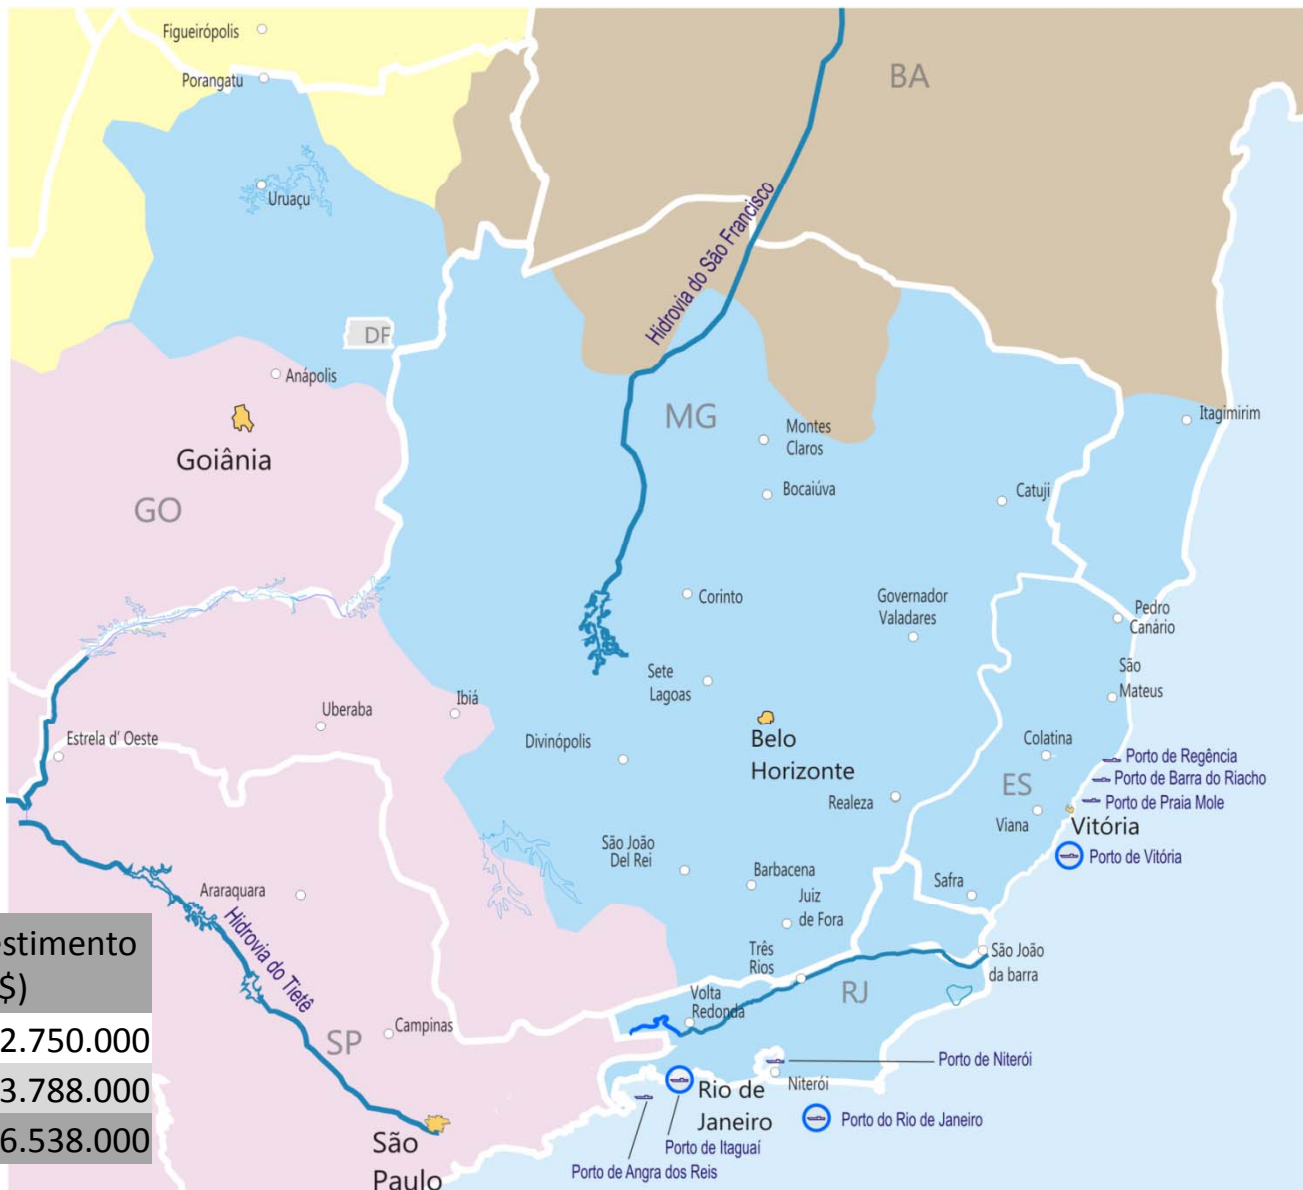 Figueirópolis
Porangatu
BA
Uruaçu
Hidrovia do São Francisco
DF
Anápolis
MG
Itagimirim
Montes
Claros
Goiânia
Bocaiúva
Catuji
GO
Corinto
Governador
Valadares
Pedro
Canário
São
Mateus
Sete
Lagoas
Ibiá
Uberaba
Estrela d' Oeste
Divinópolis
Belo
Horizonte
Colatina
Porto de Regência
Porto de Barra do Riacho
ES
Porto de Praia Mole
Realeza
Viana
Vitória
Porto de Vitória
São João
Del Rei
Barbacena
Safra
Araraquara
Juiz
de Fora
Hidrovia do Tietê
Três
Rios
São João
da barra
RJ
Volta
Redonda
Campinas
SP
Porto de Niterói
Niterói
Rio de
Janeiro
Porto do Rio de Janeiro
Porto de Itaguaí
Porto de Angra dos Reis
São
Paulo
estimento
$)
2.750.000
3.788.000
6.538.000